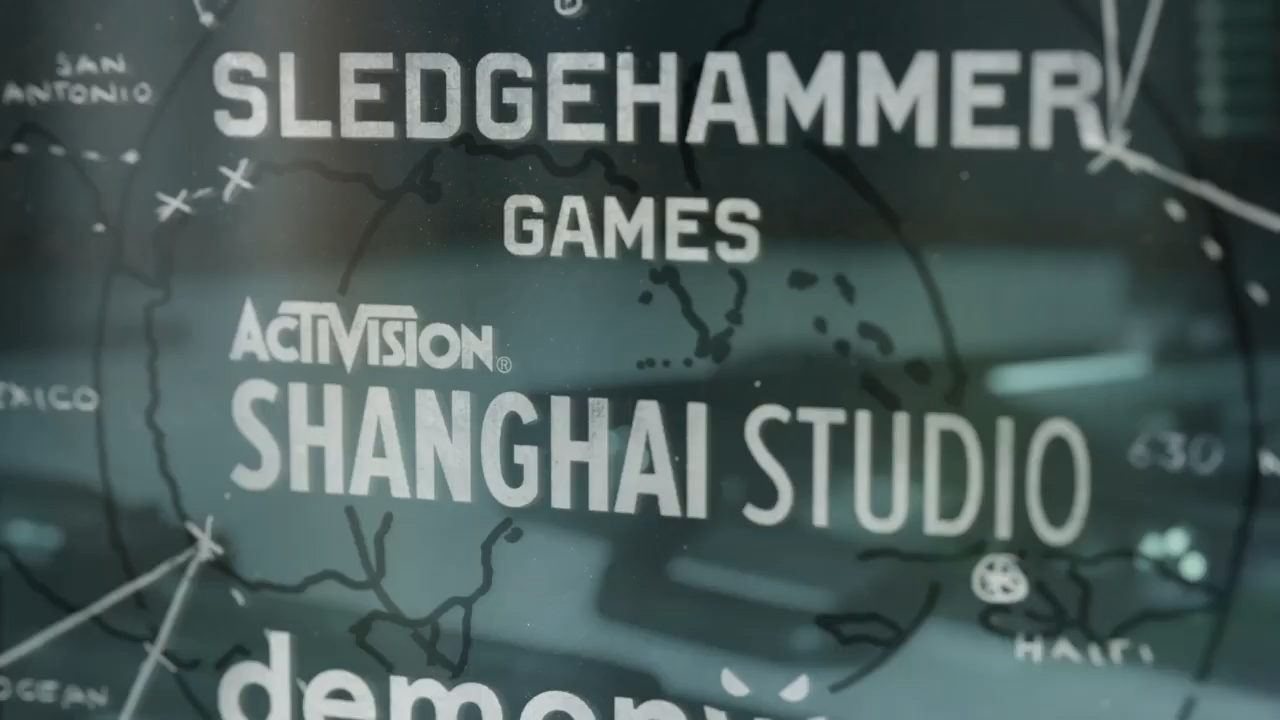 SAN
ANTONIO
SLEDGEHAMMER
GAMES
ACTIVISION®
SHANGHAI STUDIO
630
HAITI
OCEAN